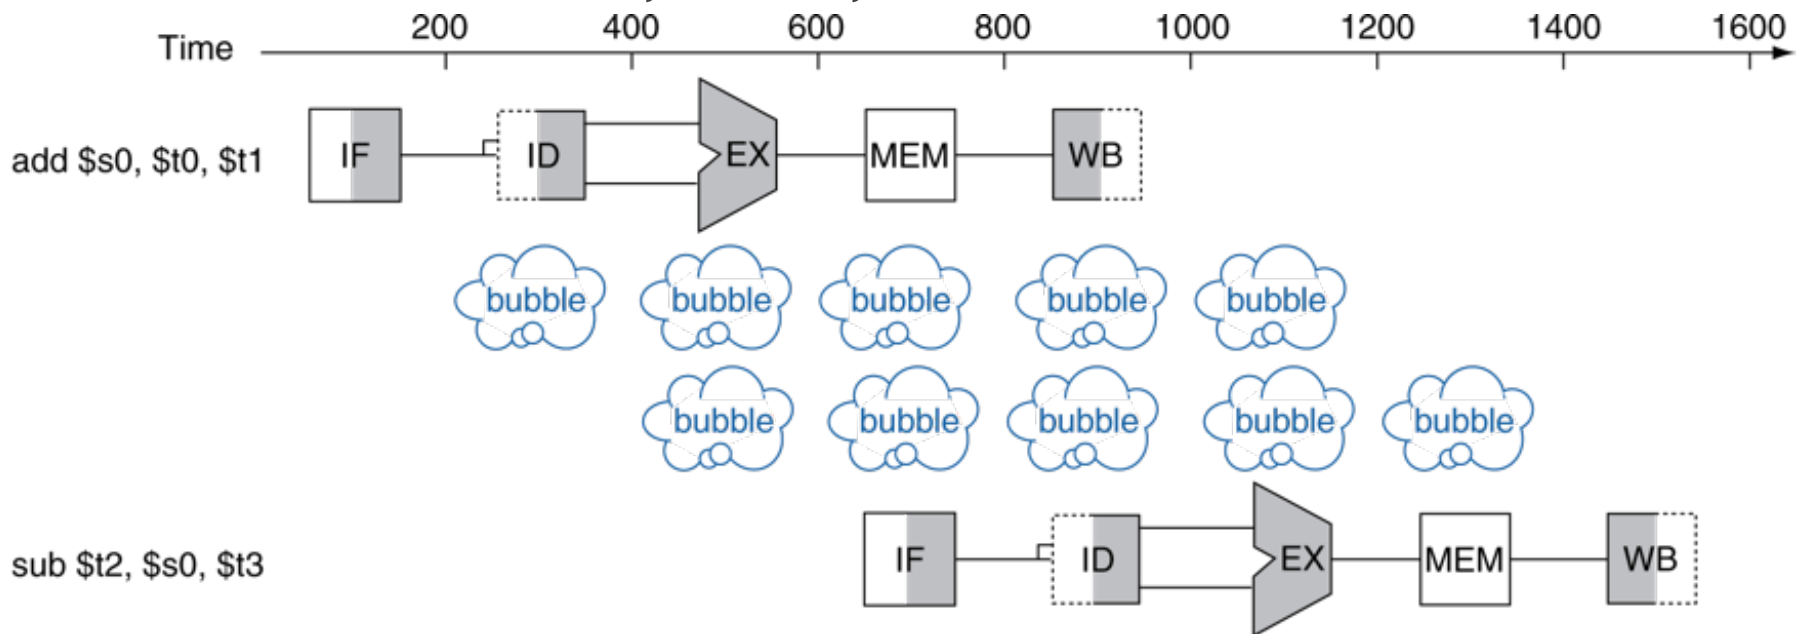 Time 200 400 600 800 1000 1200 1400 1600
add $s0, $t0, $t1 IF ID EX MEM WB
bubble bubble bubble bubble bubble
bubble bubble bubble bubble bubble
sub $t2, $s0, $t3 IF ID EX MEM WB